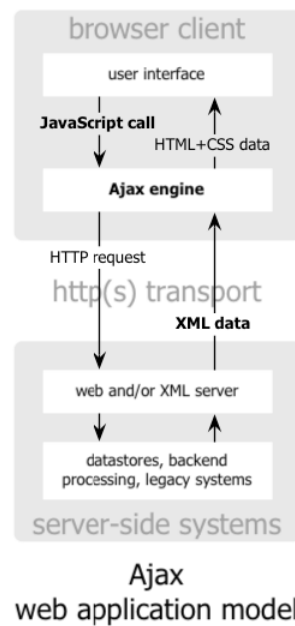 browser client
user interface
JavaScript call
HTML+CSS data
Ajax engine
HTTP request
http(s) transport
XML data
web and/or XML server
datastores, backend
processing, legacy systems
server-side systems
Ajax
web application model